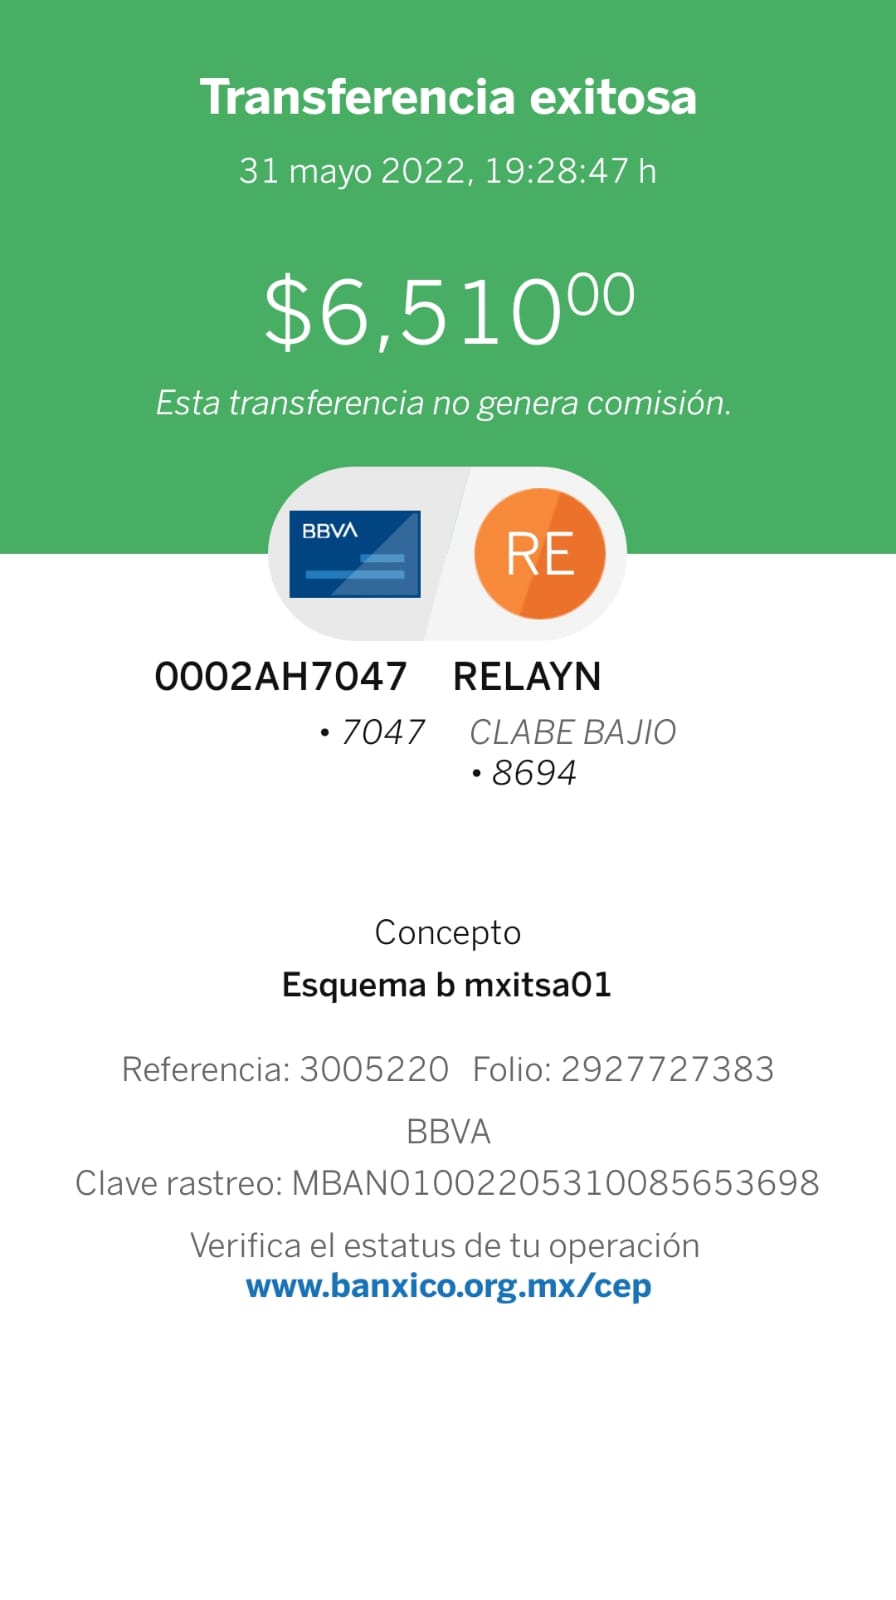 Transferencia exitosa
31 mayo 2022, 19:28:47 h
$6,510⁰⁰
Esta transferencia no genera comisión.
BBVA
RE
0002AH7047
• 7047
RELAYN
CLABE BAJIO
• 8694
Concepto
Esquema b mxitsa01
Referencia: 3005220 Folio: 2927727383
BBVA
Clave rastreo: MBAN01002205310085653698
Verifica el estatus de tu operación
www.banxico.org.mx/cep